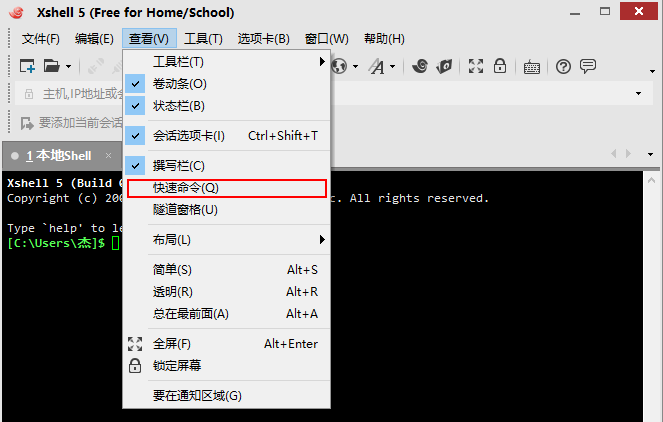 Xshell 5 (Free for Home/School)
文件(F) 编辑(E) 查看(V) 工具(T) 选项卡(B) 窗口(W) 帮助(H)
工具栏(T)
主机,IP地址或
卷动条(O)
状态栏(B)
要添加当前会话
会话选项卡(I) Ctrl+Shift+T
1 本地Shell
撰写栏(C)
Xshell 5 (Build
快速命令(Q)
Copyright (c) 20 c. All rights reserved.
隧道窗格(U)
Type `help' to le
布局(L)
[C:\Users\杰]$
简单(S) Alt+S
透明(R) Alt+R
总在最前面(A) Alt+A
全屏(F) Alt+Enter
锁定屏幕
要在通知区域(G)